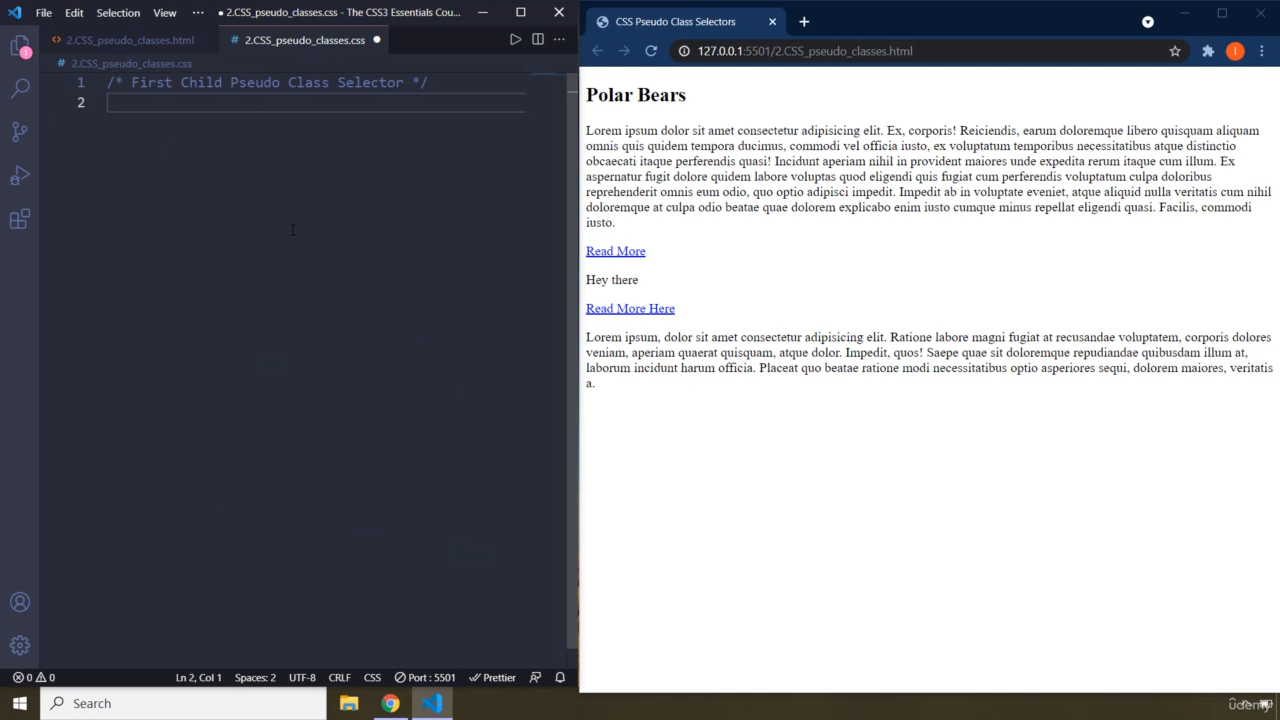 File Edit Selection View ··· ● 2.CSS_pseudo_classes.css - The CSS3 Essentials Cou...
<> 2.CSS_pseudo_classes.html # 2.CSS_pseudo_classes.css ●
# 2.CSS_pseudo_classes.css
1 /* First Child Pseudo Class Selector */
2
1
Ln 2, Col 1 Spaces: 2 UTF-8 CRLF CSS Port : 5501 Prettier
0 0
CSS Pseudo Class Selectors
127.0.0.1:5501/2.CSS_pseudo_classes.html
I
Polar Bears
Lorem ipsum dolor sit amet consectetur adipisicing elit. Ex, corporis! Reiciendis, earum doloremque libero quisquam aliquam
omnis quis quidem tempora ducimus, commodi vel officia iusto, ex voluptatum temporibus necessitatibus atque distinctio
obcaecati itaque perferendis quasi! Incidunt aperiam nihil in provident maiores unde expedita rerum itaque cum illum. Ex
aspernatur fugit dolore quidem labore voluptas quod eligendi quis fugiat cum perferendis voluptatum culpa doloribus
reprehenderit omnis eum odio, quo optio adipisci impedit. Impedit ab in voluptate eveniet, atque aliquid nulla veritatis cum nihil
doloremque at culpa odio beatae quae dolorem explicabo enim iusto cumque minus repellat eligendi quasi. Facilis, commodi
iusto.
Read More
Hey there
Read More Here
Lorem ipsum, dolor sit amet consectetur adipisicing elit. Ratione labore magni fugiat at recusandae voluptatem, corporis dolores
veniam, aperiam quaerat quisquam, atque dolor. Impedit, quos! Saepe quae sit doloremque repudiandae quibusdam illum at,
laborum incidunt harum officia. Placeat quo beatae ratione modi necessitatibus optio asperiores sequi, dolorem maiores, veritatis
a.
Search
udemy